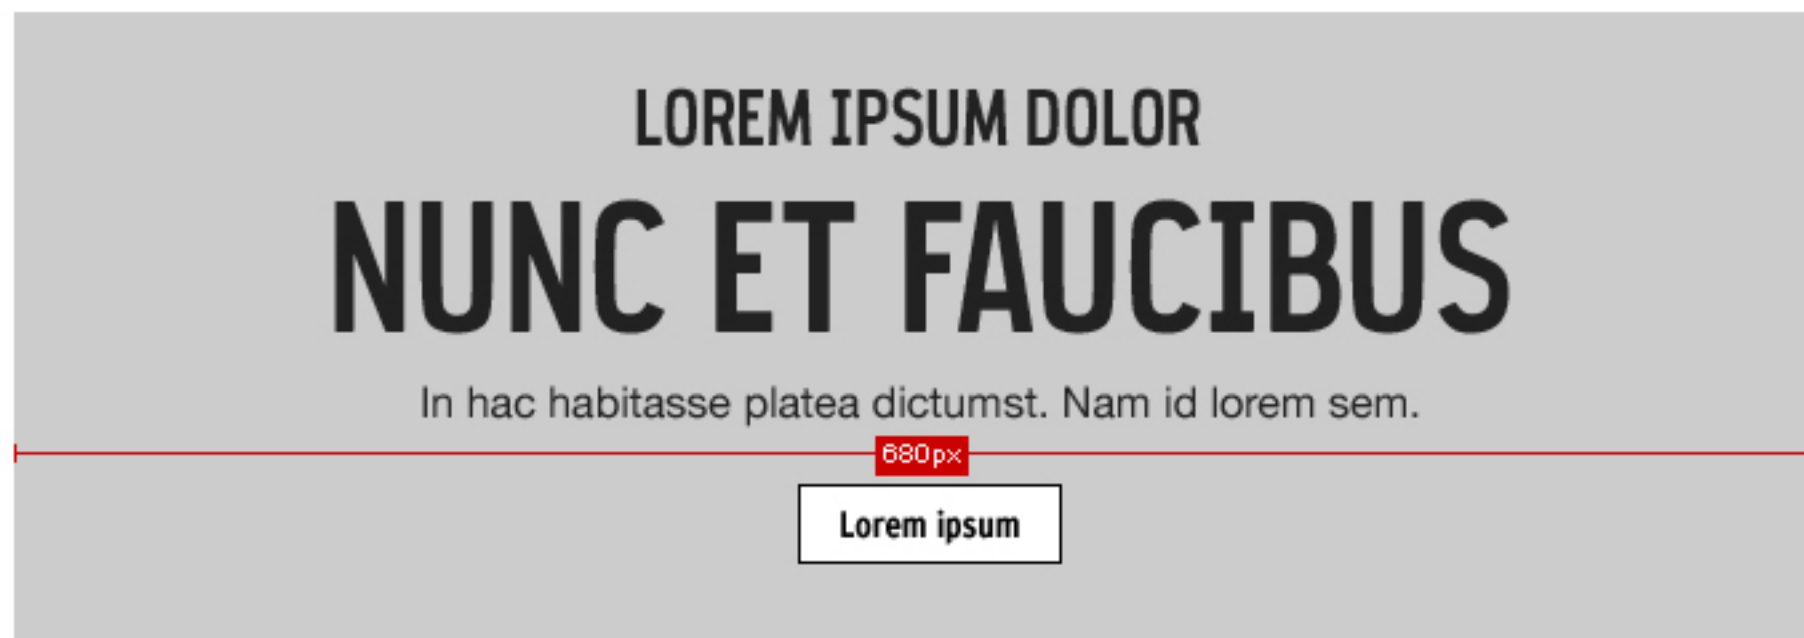 LOREM IPSUM DOLOR
NUNC ET FAUCIBUS
In hac habitasse platea dictumst. Nam id lorem sem.
680px
Lorem ipsum